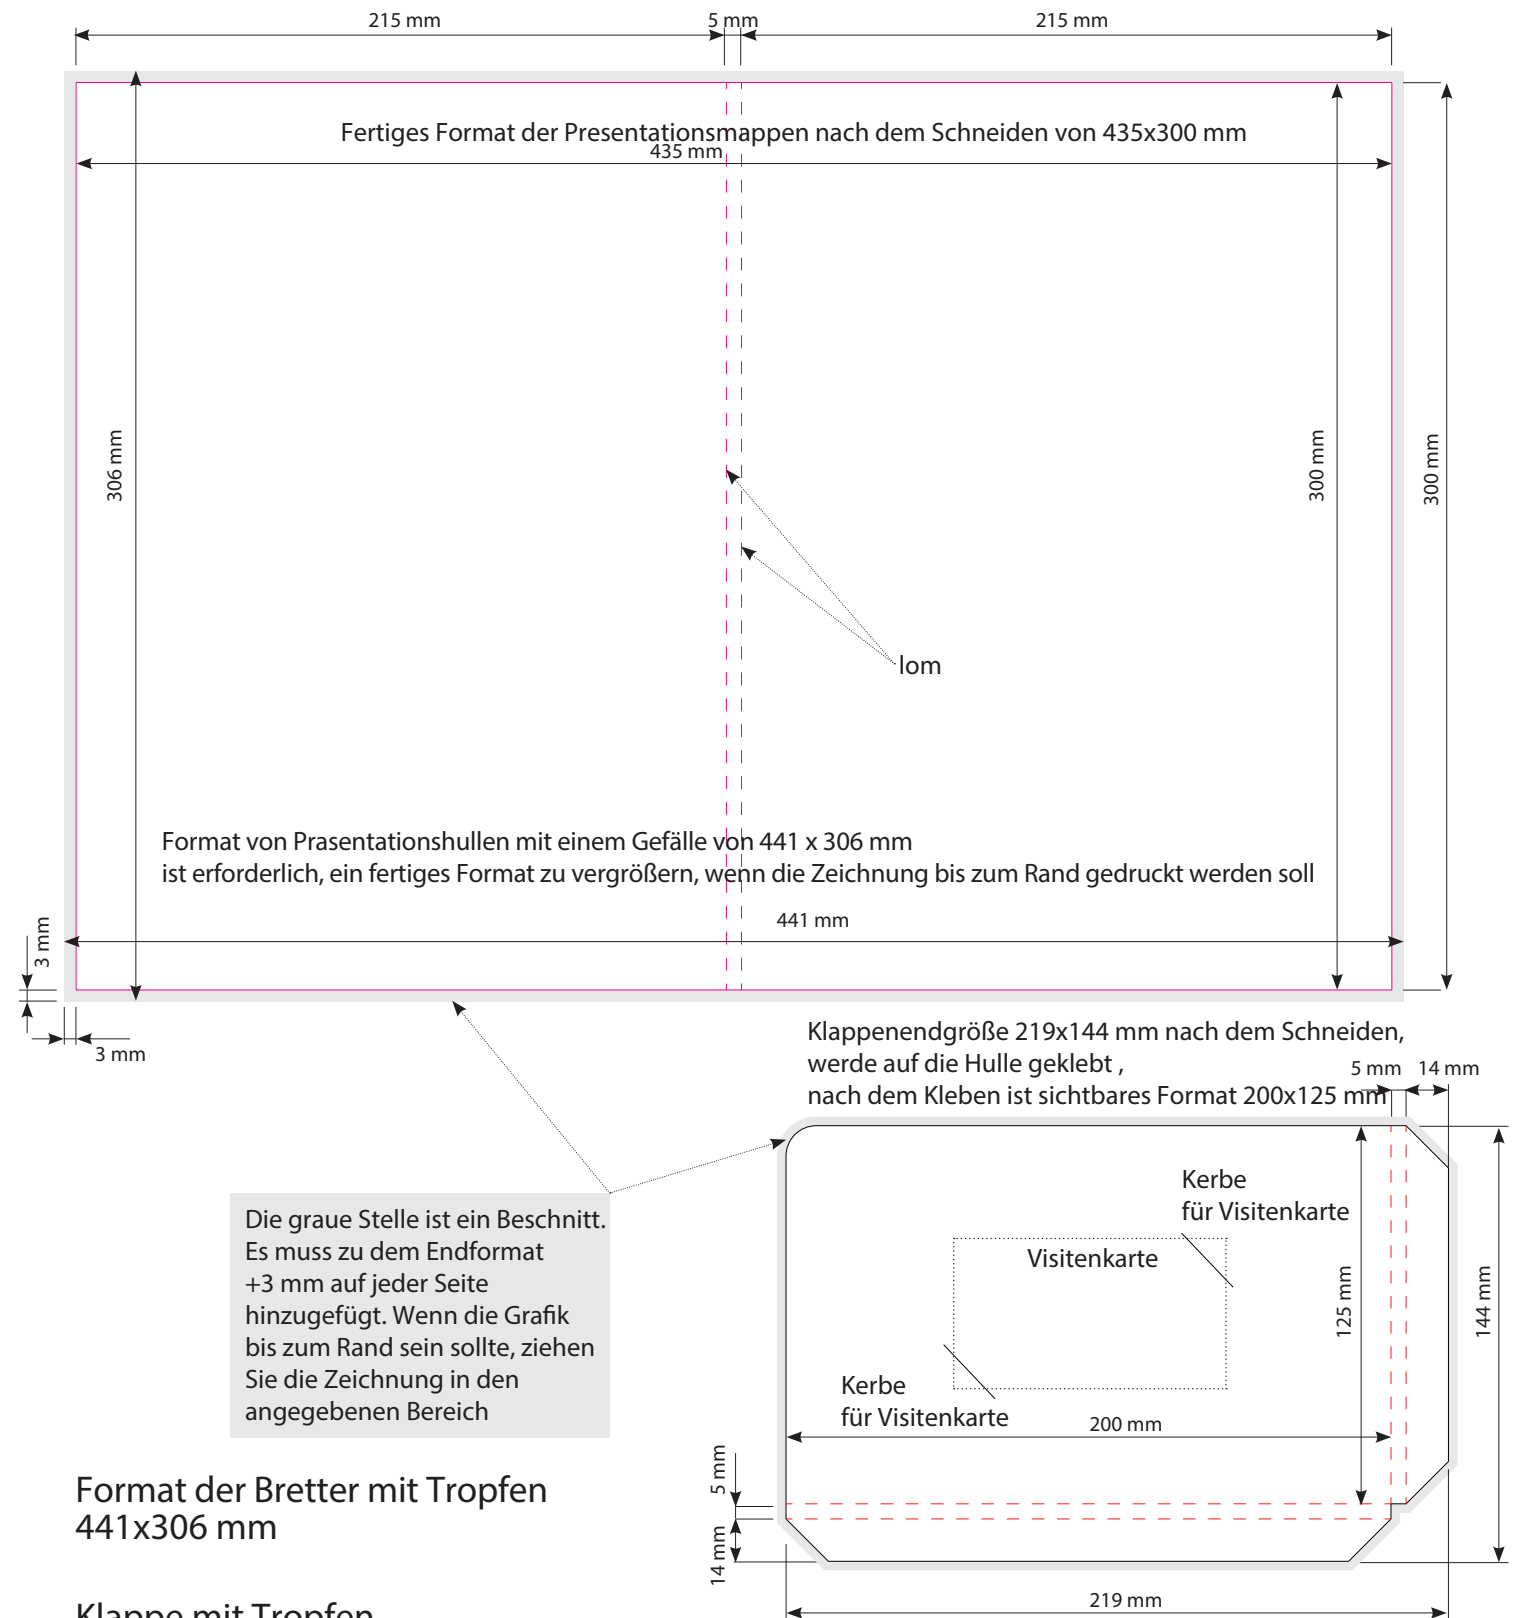 215 mm
5 mm
215 mm
Fertiges Format der Presentationsmappen nach dem Schneiden von 435x300 mm
435 mm
306 mm
300 mm
300 mm
lom
Format von Prasentationshullen mit einem Gefälle von 441 x 306 mm
ist erforderlich, ein fertiges Format zu vergrößern, wenn die Zeichnung bis zum Rand gedruckt werden soll
441 mm
3 mm
3 mm
Klappenendgröße 219x144 mm nach dem Schneiden,
werde auf die Hulle geklebt ,
nach dem Kleben ist sichtbares Format 200x125 mm
5 mm
14 mm
Die graue Stelle ist ein Beschnitt.
Es muss zu dem Endformat
+3 mm auf jeder Seite
hinzugefügt. Wenn die Grafik
bis zum Rand sein sollte, ziehen
Sie die Zeichnung in den
angegebenen Bereich
Kerbe
für Visitenkarte
Visitenkarte
125 mm
144 mm
Kerbe
für Visitenkarte
200 mm
5 mm
14 mm
219 mm
Format der Bretter mit Tropfen
441x306 mm
Klappe mit Tropfen